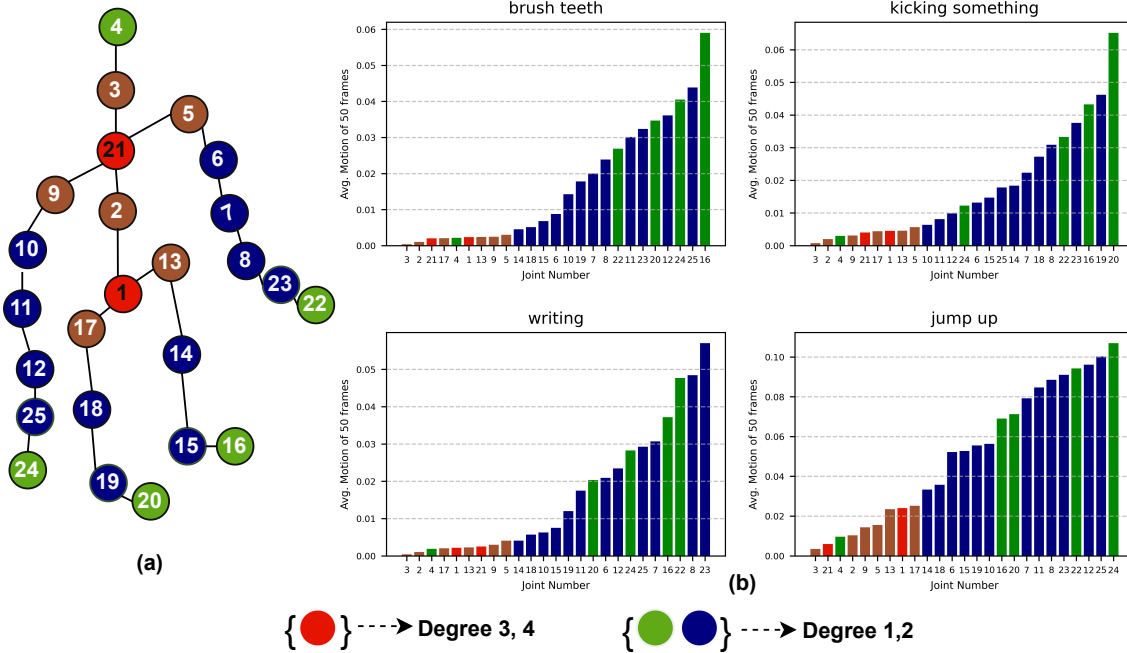 4
3
5
21
6
9
2
7
10
8
13
1
23
22
11
17
14
12
25
18
15
16
24
19
20
(a)
brush teeth
Avg. Motion of 50 frames
0.06
0.05
0.04
0.03
0.02
0.01
0.00
3 2 21 17 4 1 13 9 5 14 18 15 6 10 19 7 8 22 11 23 20 12 24 25 16
Joint Number
kicking something
Avg. Motion of 50 frames
0.06
0.04
0.02
0.00
3 2 4 9 21 17 1 13 5 10 11 12 24 6 15 25 14 7 18 8 22 23 16 19 20
Joint Number
writing
Avg. Motion of 50 frames
0.05
0.04
0.03
0.02
0.01
0.00
3 2 4 17 1 13 21 9 5 14 18 10 15 19 11 20 6 12 24 25 7 16 22 8 23
Joint Number
jump up
Avg. Motion of 50 frames
0.10
0.08
0.06
0.04
0.02
0.00
3 21 4 2 9 5 13 1 17 14 18 6 15 19 10 16 20 7 11 8 23 22 12 25 24
Joint Number
(b)
{ } Degree 3, 4
{ } Degree 1,2